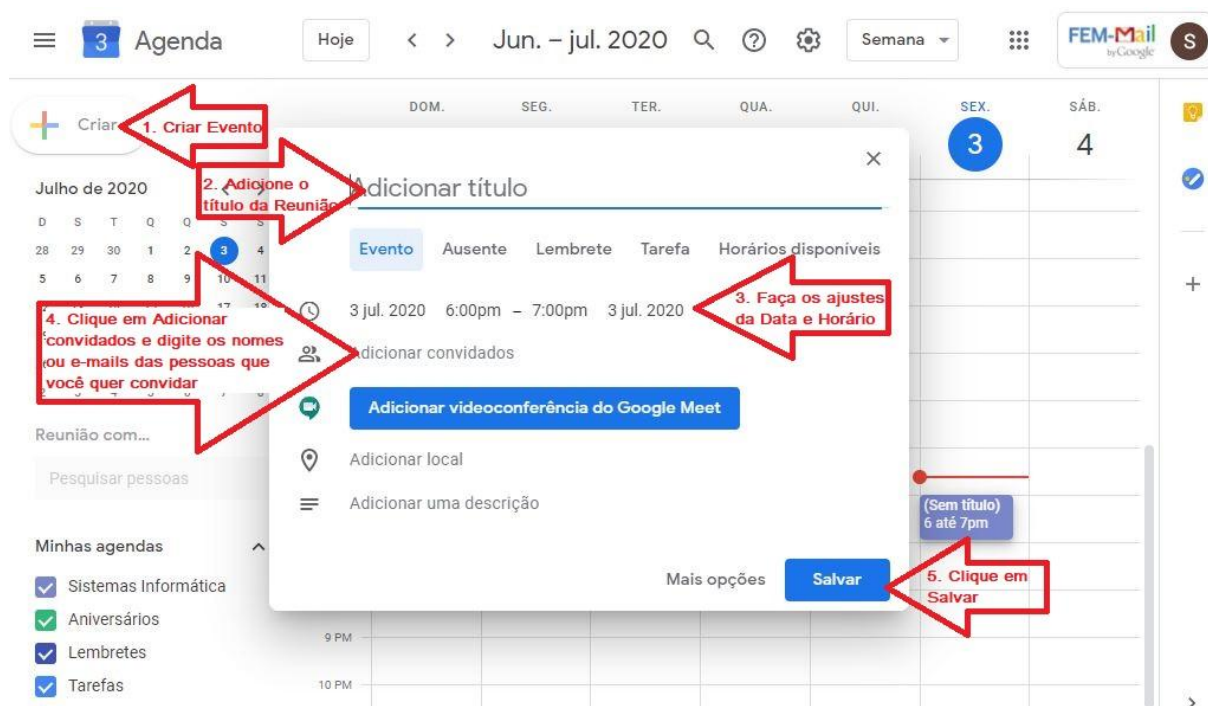 3 Agenda Hoje Jun. – jul. 2020 Semana FEM-Mail
by Google
S
DOM. SEG. TER. QUA. QUI. SEX. SÁB.
3 4
Criar
1. Criar Evento
Julho de 2020
D S T Q Q S S
28 29 30 1 2 3 4
5 6 7 8 9 10 11
17 18
2. Adicione o
título da Reunião
Adicionar título
Evento Ausente Lembrete Tarefa Horários disponíveis
3 jul. 2020 6:00pm – 7:00pm 3 jul. 2020
3. Faça os ajustes
da Data e Horário
4. Clique em Adicionar
convidados e digite os nomes
ou e-mails das pessoas que
você quer convidar
Adicionar convidados
Adicionar videoconferência do Google Meet
Adicionar local
Adicionar uma descrição
Reunião com...
Pesquisar pessoas
(Sem título)
6 até 7pm
Mais opções Salvar
5. Clique em
Salvar
Minhas agendas
Sistemas Informática
Aniversários
Lembretes
Tarefas
9 PM
10 PM